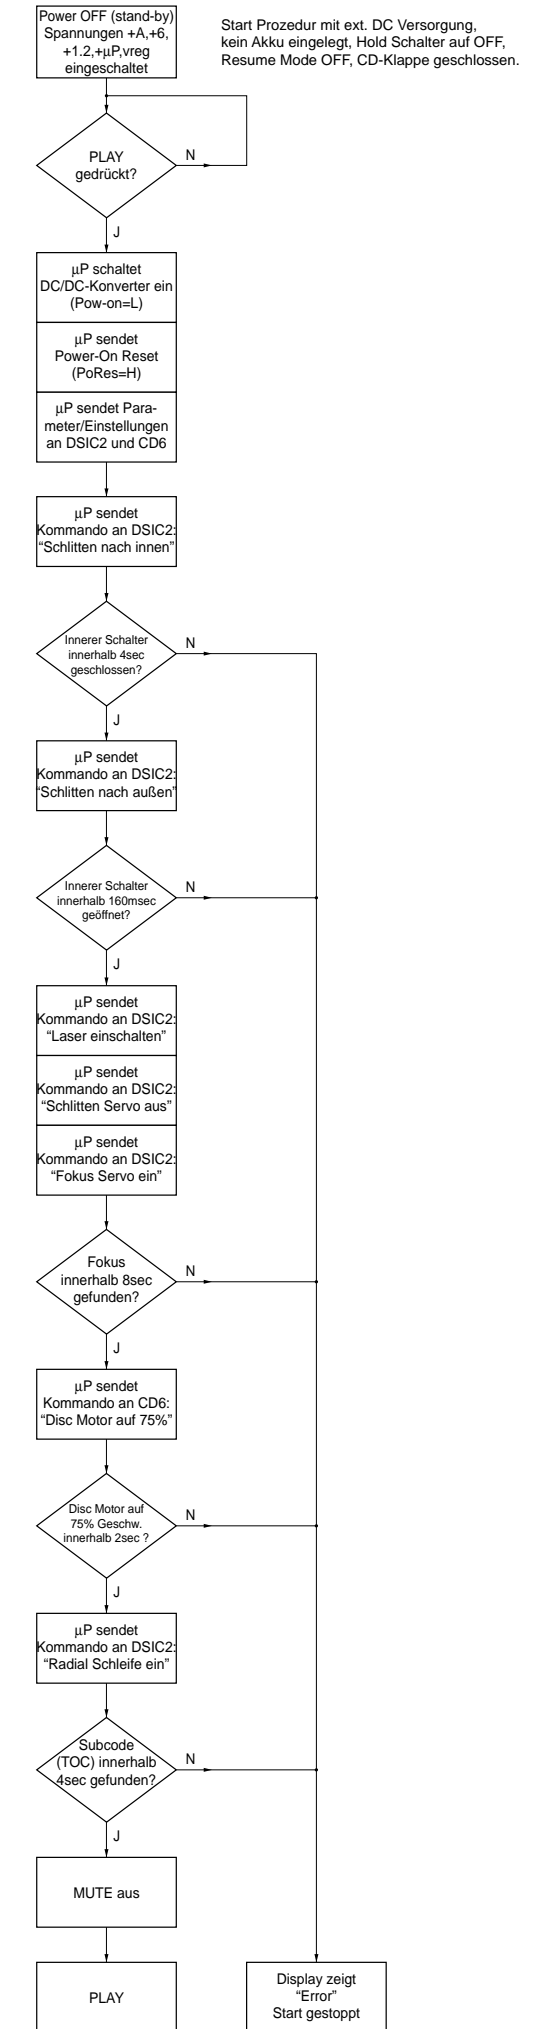 Power OFF (stand-by)
Spannungen +A,+6,
+1.2,+µP,vreg
eingeschaltet
Start Prozedur mit ext. DC Versorgung,
kein Akku eingelegt, Hold Schalter auf OFF,
Resume Mode OFF, CD-Klappe geschlossen.
PLAY
gedrückt?
N
J
µP schaltet
DC/DC-Konverter ein
(Pow-on=L)
µP sendet
Power-On Reset
(PoRes=H)
µP sendet Para-
meter/Einstellungen
an DSIC2 und CD6
µP sendet
Kommando an DSIC2:
“Schlitten nach innen”
Innerer Schalter
innerhalb 4sec
geschlossen?
N
J
µP sendet
Kommando an DSIC2:
“Schlitten nach außen”
Innerer Schalter
innerhalb 160msec
geöffnet?
N
J
µP sendet
Kommando an DSIC2:
“Laser einschalten”
µP sendet
Kommando an DSIC2:
“Schlitten Servo aus”
µP sendet
Kommando an DSIC2:
“Fokus Servo ein”
Fokus
innerhalb 8sec
gefunden?
N
J
µP sendet
Kommando an CD6:
“Disc Motor auf 75%”
Disc Motor auf
75% Geschw.
innerhalb 2sec ?
N
J
µP sendet
Kommando an DSIC2:
“Radial Schleife ein”
Subcode
(TOC) innerhalb
4sec gefunden?
N
J
MUTE aus
PLAY
Display zeigt
“Error”
Start gestoppt